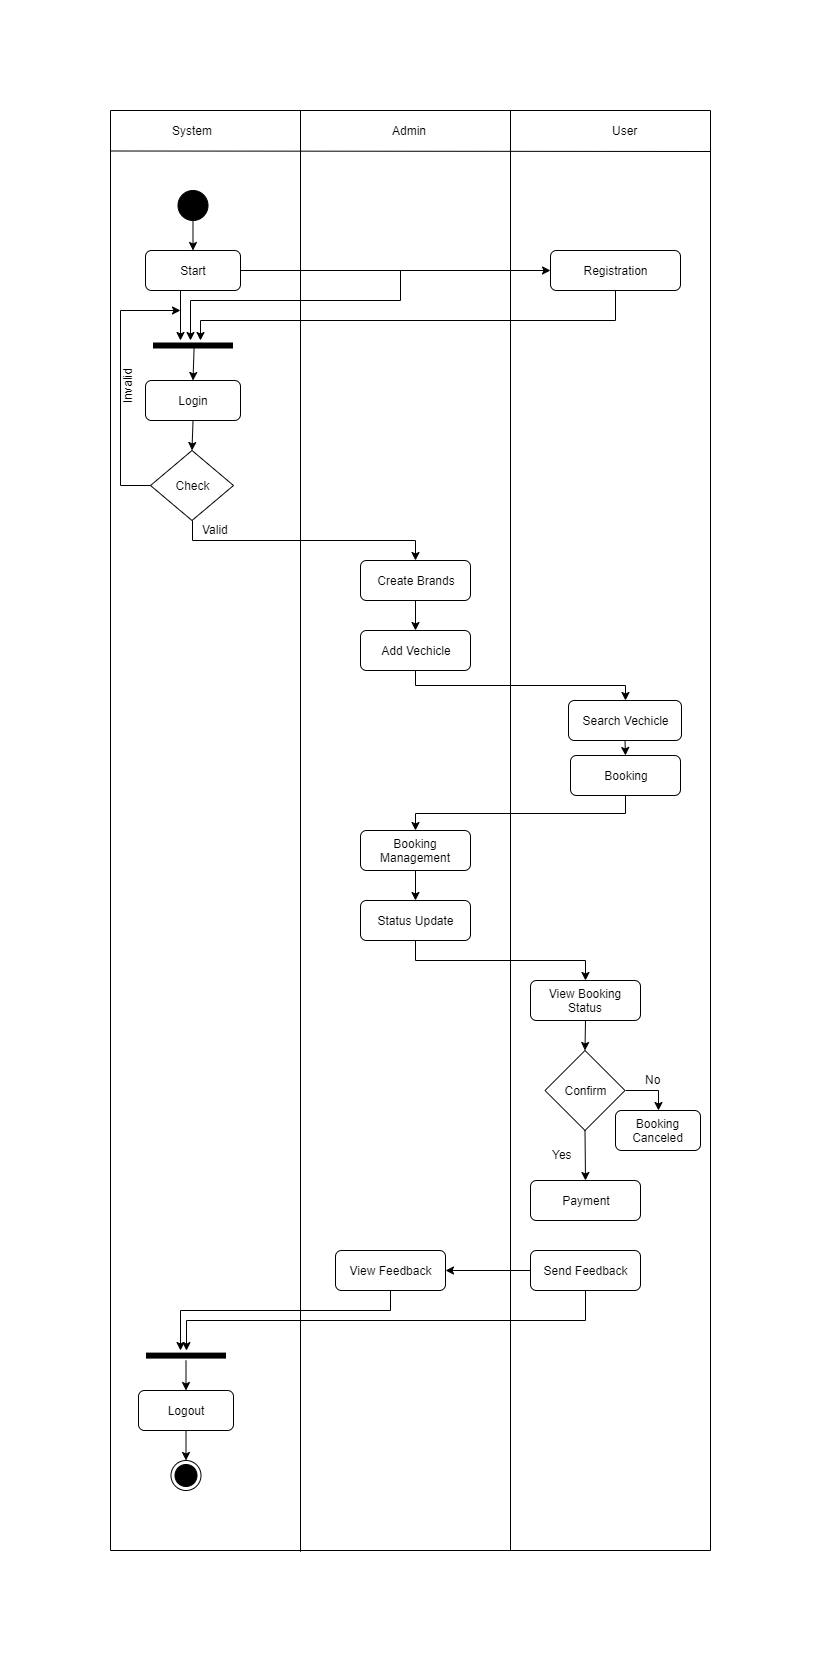 System
Admin
User
Start
Registration
Invalid
Login
Check
Valid
Create Brands
Add Vechicle
Search Vechicle
Booking
Booking
Management
Status Update
View Booking
Status
Confirm
No
Booking
Canceled
Yes
Payment
View Feedback
Send Feedback
Logout